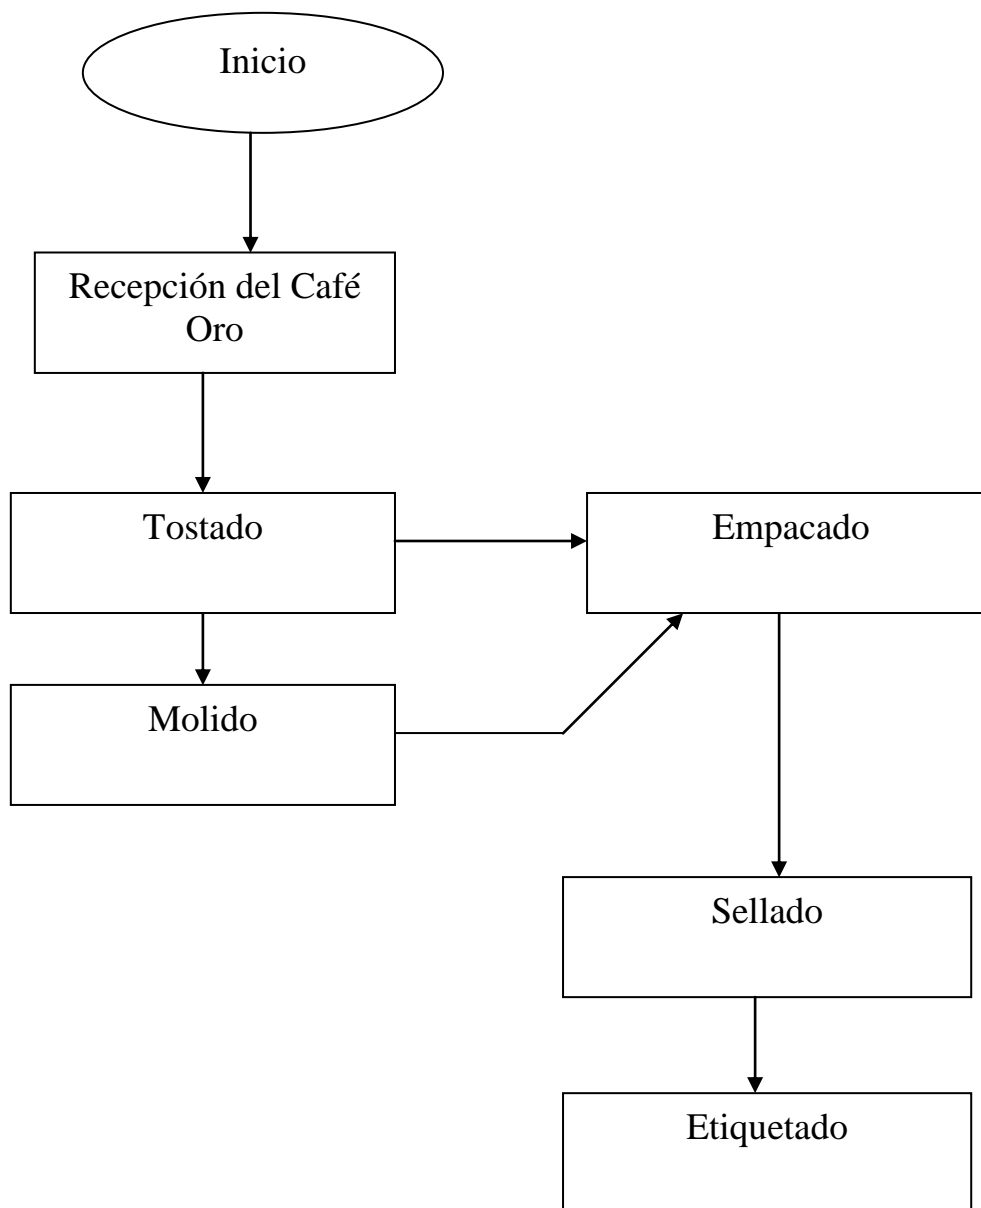 Inicio
Recepción del Café
Oro
Tostado
Empacado
Molido
Sellado
Etiquetado